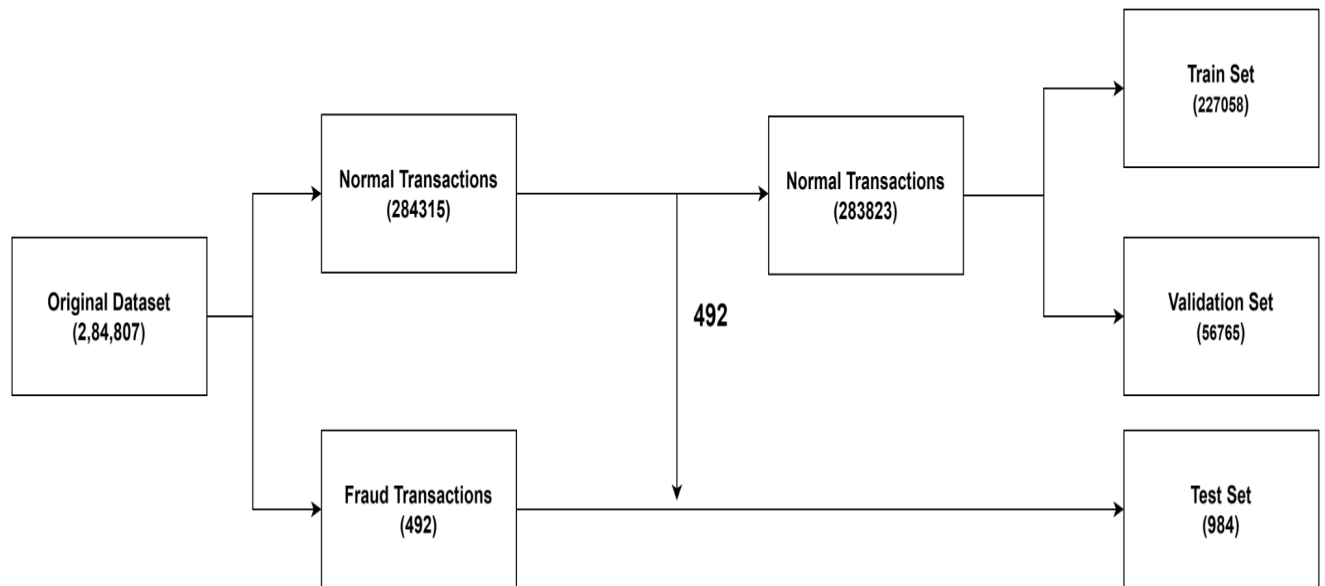 Original Dataset
(2,84,807)
Normal Transactions
(284315)
Fraud Transactions
(492)
492
Normal Transactions
(283823)
Train Set
(227058)
Validation Set
(56765)
Test Set
(984)